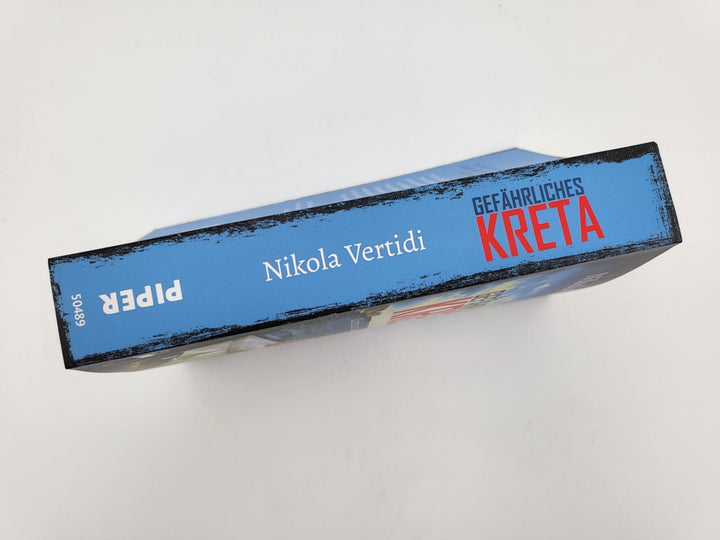 GEFÄHRLICHES
KRETA
Nikola Vertidi
PIPER
50489